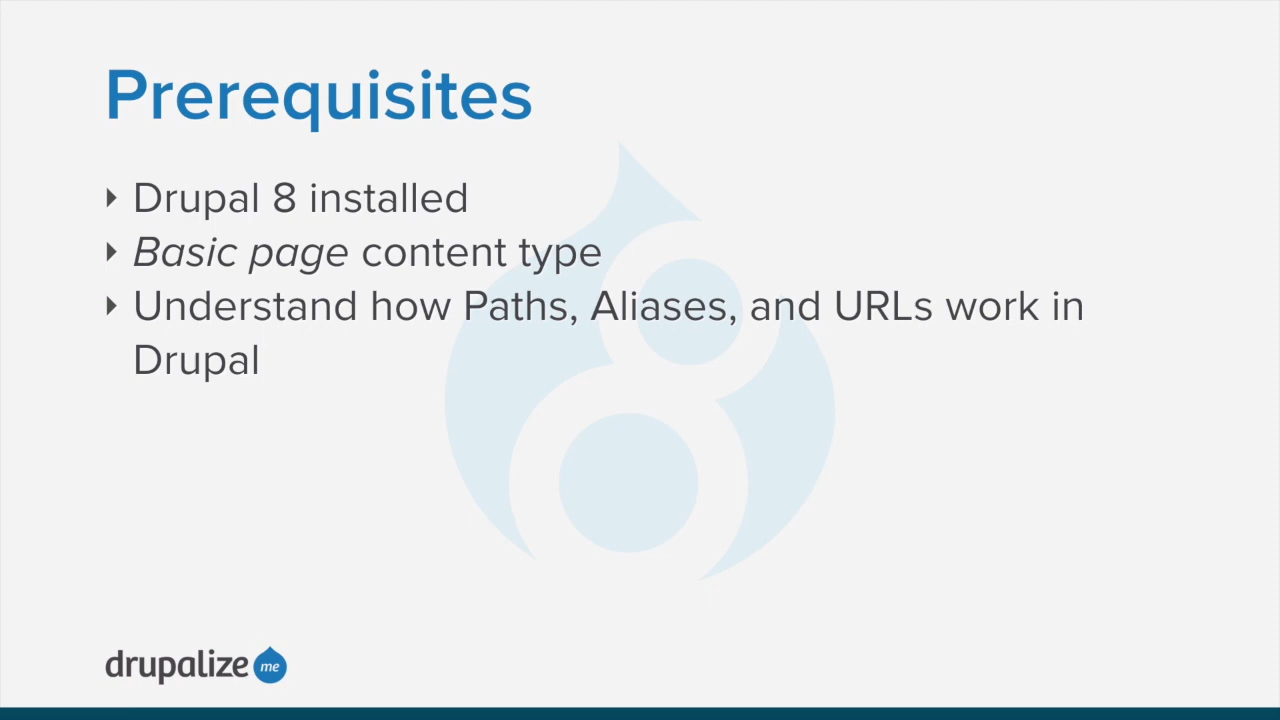 Prerequisites
Drupal 8 installed
Basic page content type
Understand how Paths, Aliases, and URLs work in
Drupal
drupalize me